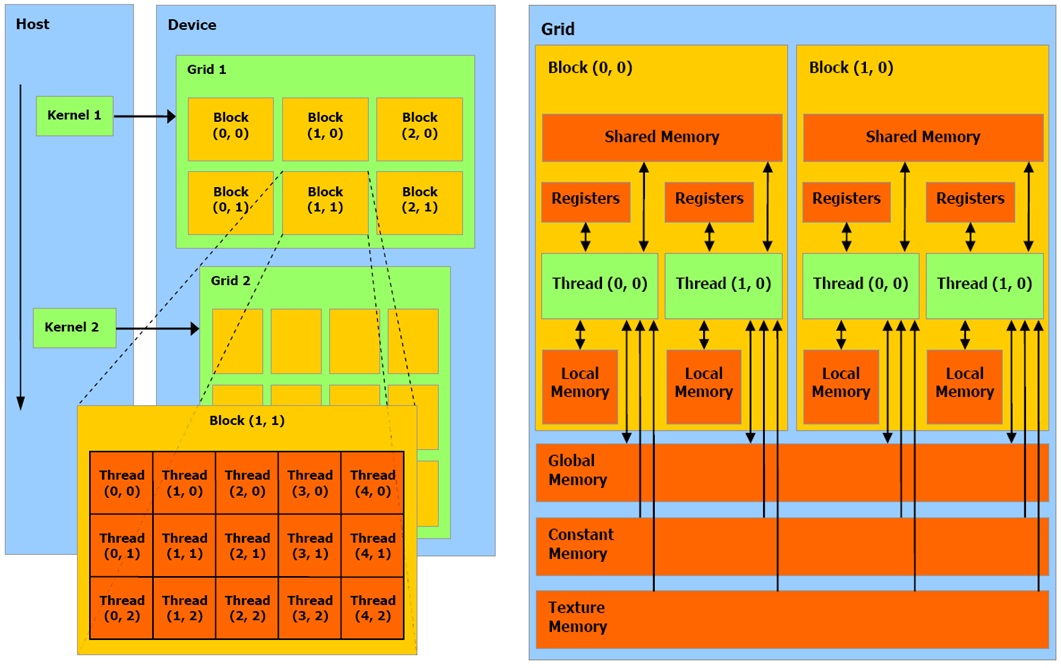 Host
Kernel 1
Kernel 2
Device
Grid 1
Block
(0, 0)
Block
(1, 0)
Block
(2, 0)
Block
(0, 1)
Block
(1, 1)
Block
(2, 1)
Grid 2
Block (1, 1)
Thread
(0, 0)
Thread
(1, 0)
Thread
(2, 0)
Thread
(3, 0)
Thread
(4, 0)
Thread
(0, 1)
Thread
(1, 1)
Thread
(2, 1)
Thread
(3, 1)
Thread
(4, 1)
Thread
(0, 2)
Thread
(1, 2)
Thread
(2, 2)
Thread
(3, 2)
Thread
(4, 2)
Grid
Block (0, 0)
Shared Memory
Registers
Registers
Thread (0, 0)
Thread (1, 0)
Local
Memory
Local
Memory
Block (1, 0)
Shared Memory
Registers
Registers
Thread (0, 0)
Thread (1, 0)
Local
Memory
Local
Memory
Global
Memory
Constant
Memory
Texture
Memory